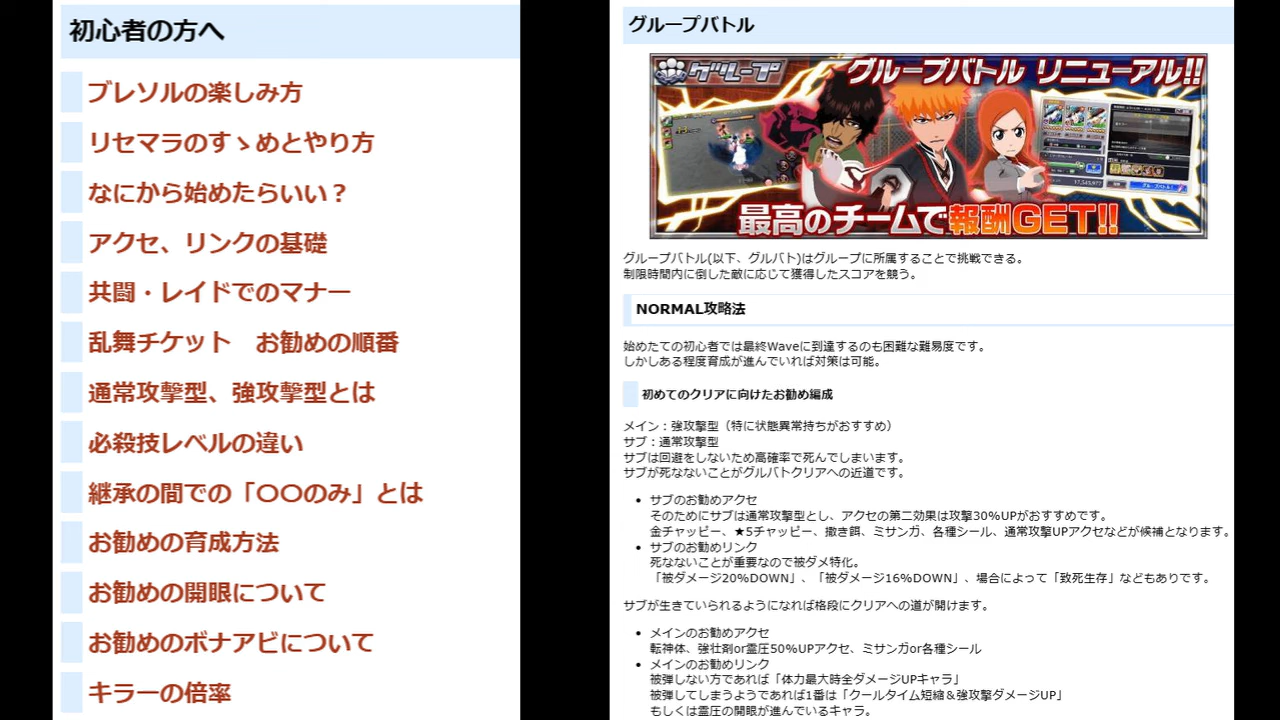 初心者の方へ
ブレソルの楽しみ方
リセマラのすゝめとやり方
なにから始めたらいい？
アクセ、リンクの基礎
共闘・レイドでのマナー
乱舞チケット　お勧めの順番
通常攻撃型、強攻撃型とは
必殺技レベルの違い
継承の間での「〇〇のみ」とは
お勧めの育成方法
お勧めの開眼について
お勧めのボナアビについて
キラーの倍率
グループバトル
グループ
グループバトル リニューアル!!
最高のチームで報酬GET!!
グループバトル(以下、グルバト)はグループに所属することで挑戦できる。
制限時間内に倒した敵に応じて獲得したスコアを競う。
NORMAL攻略法
始めたての初心者では最終Waveに到達するのも困難な難易度です。
しかしある程度育成が進んでいれば対策は可能。
初めてのクリアに向けたお勧め編成
メイン：強攻撃型（特に状態異常持ちがおすすめ）
サブ：通常攻撃型
サブは回避をしないため高確率で死んでしまいます。
サブが死なないことがグルバトクリアへの近道です。
• サブのお勧めアクセ
そのためにサブは通常攻撃型とし、アクセの第二効果は攻撃30%UPがおすすめです。
金チャッピー、★5チャッピー、撒き餌、ミサンガ、各種シール、通常攻撃UPアクセなどが候補となります。
• サブのお勧めリンク
死なないことが重要なので被ダメ特化。
「被ダメージ20%DOWN」、「被ダメージ16%DOWN」、場合によって「致死生存」などもありです。
サブが生きていられるようになれば格段にクリアへの道が開けます。
• メインのお勧めアクセ
転神体、強壮剤or霊圧50%UPアクセ、ミサンガor各種シール
• メインのお勧めリンク
被弾しない方であれば「体力最大時全ダメージUPキャラ」
被弾してしまうようであれば1番は「クールタイム短縮＆強攻撃ダメージUP」
もしくは霊圧の開眼が進んでいるキャラ。